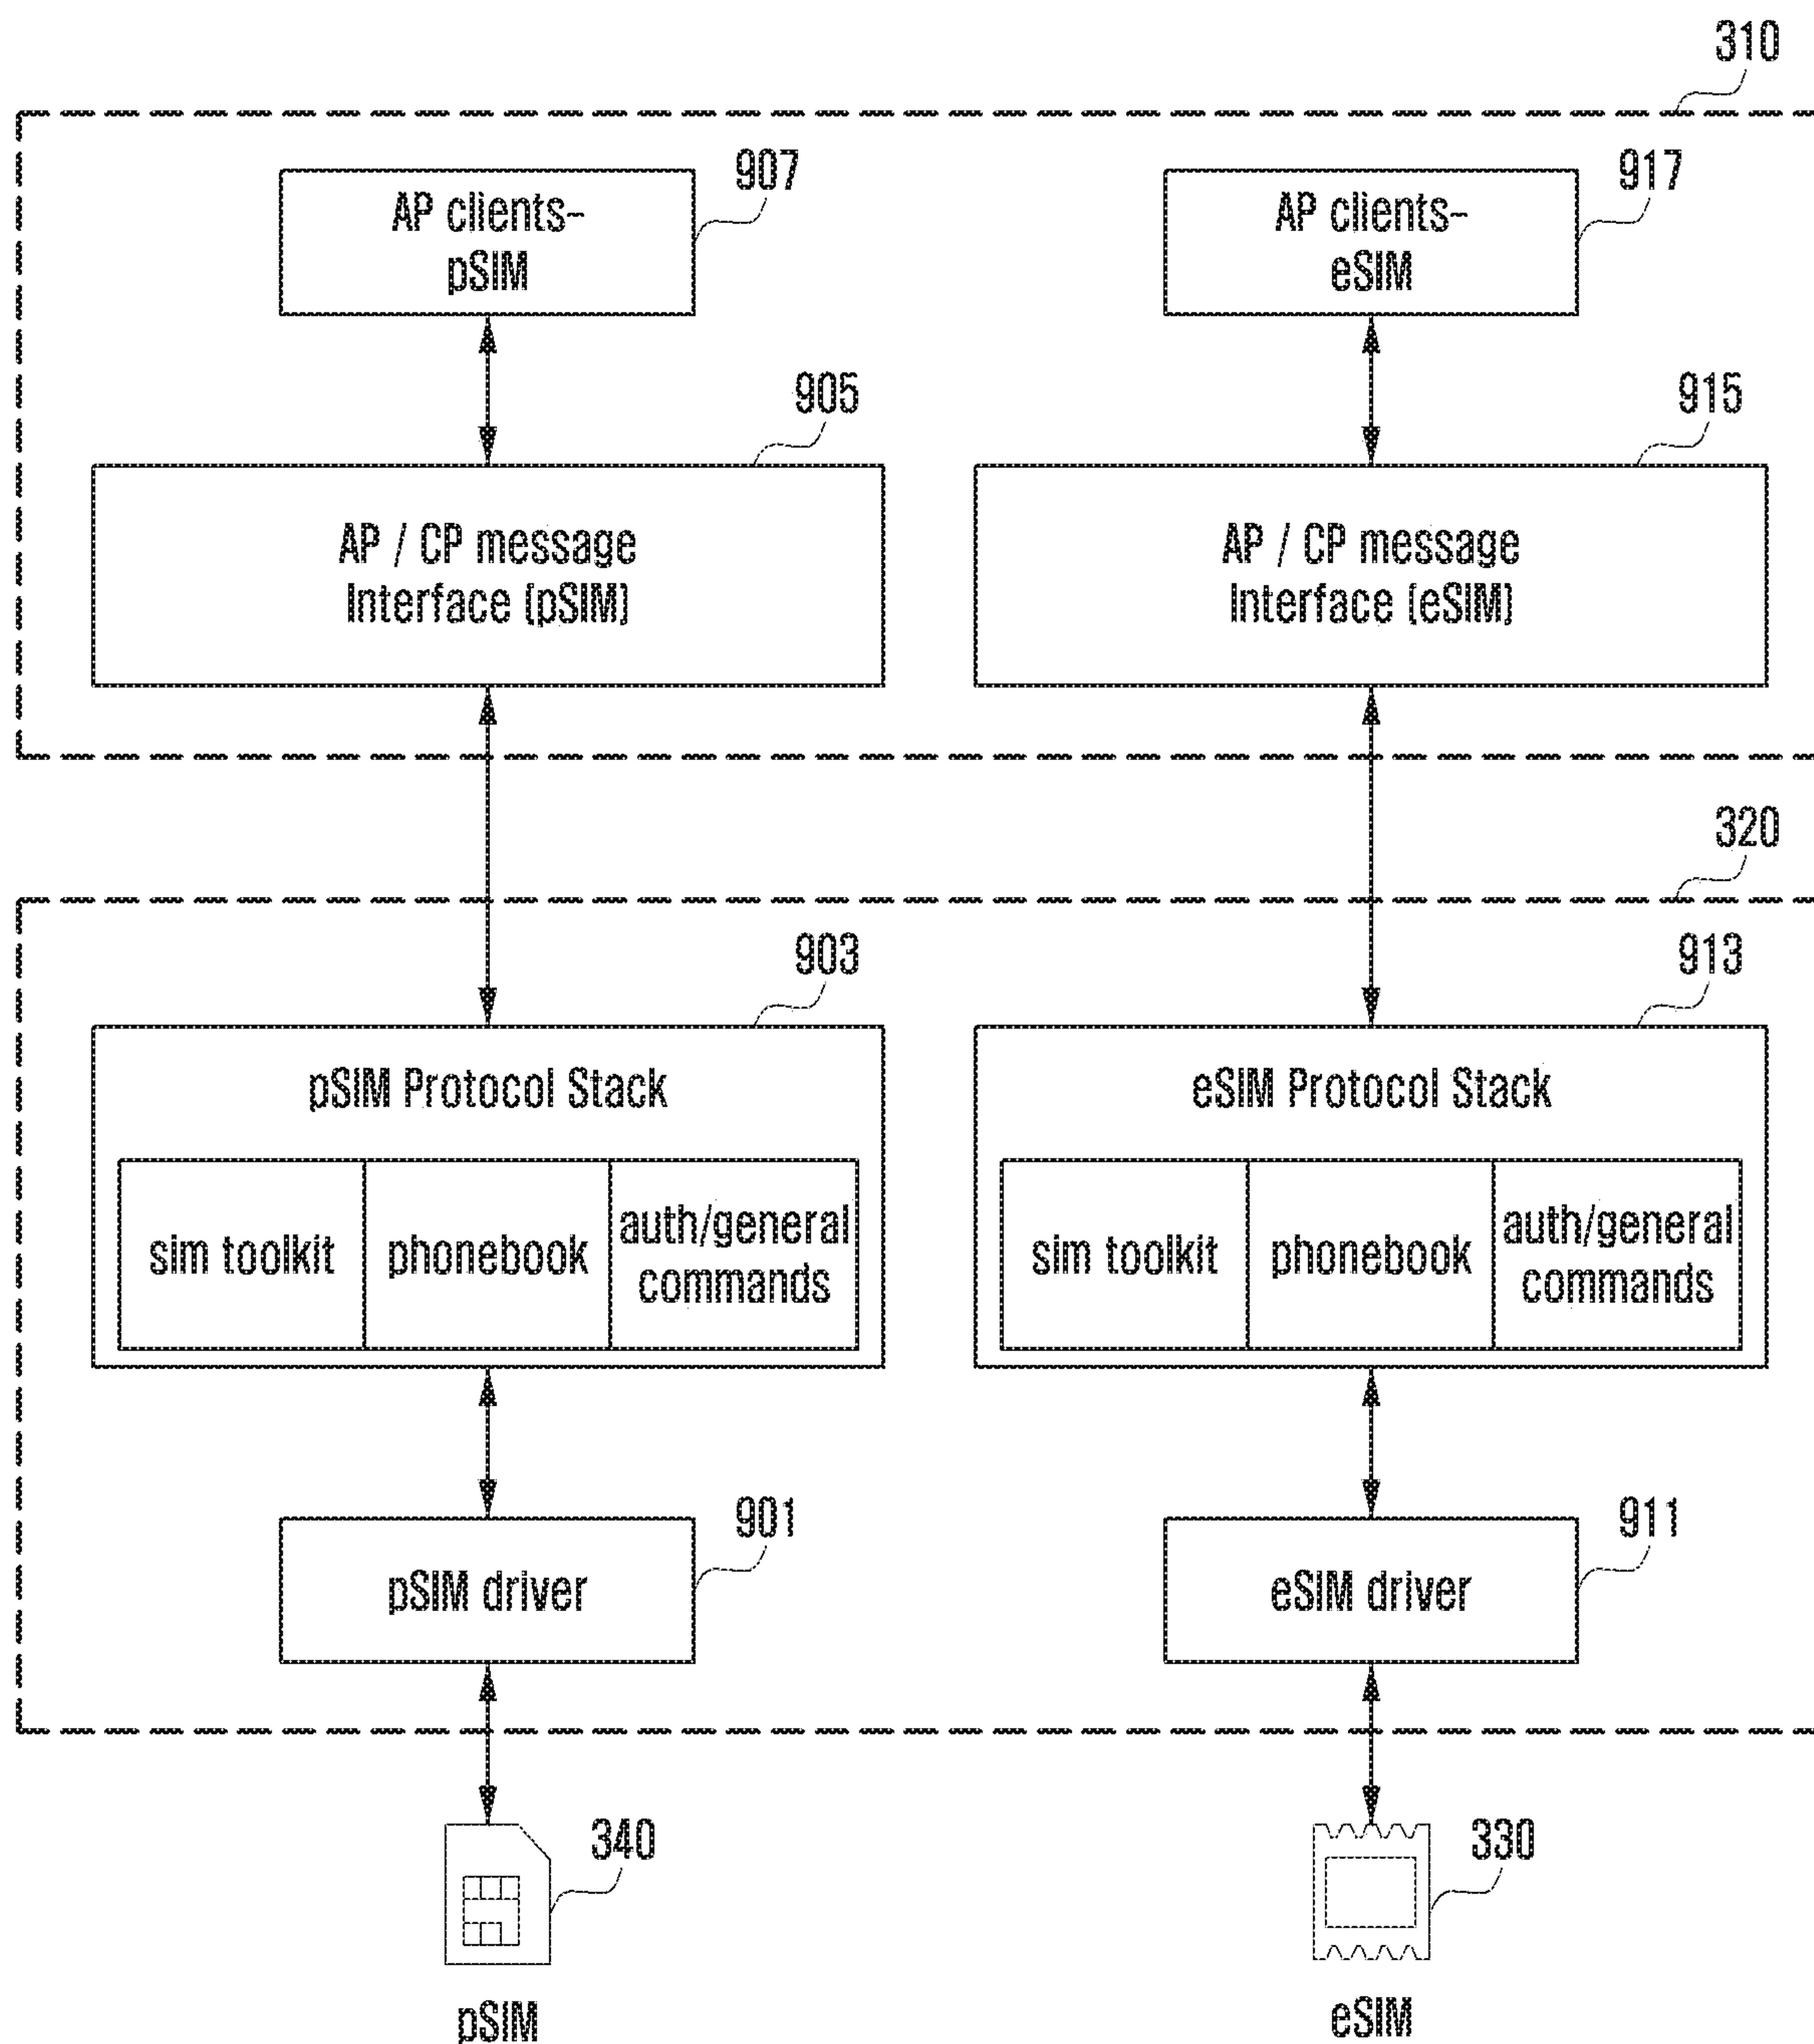 310
907
917
AP clients-
pSIM
AP clients-
eSIM
905
915
AP / CP message
Interface (pSIM)
AP / CP message
Interface (eSIM)
320
903
913
pSIM Protocol Stack
eSIM Protocol Stack
sim toolkit
phonebook
auth/general
commands
sim toolkit
phonebook
auth/general
commands
901
911
pSIM driver
eSIM driver
340
330
pSIM
eSIM